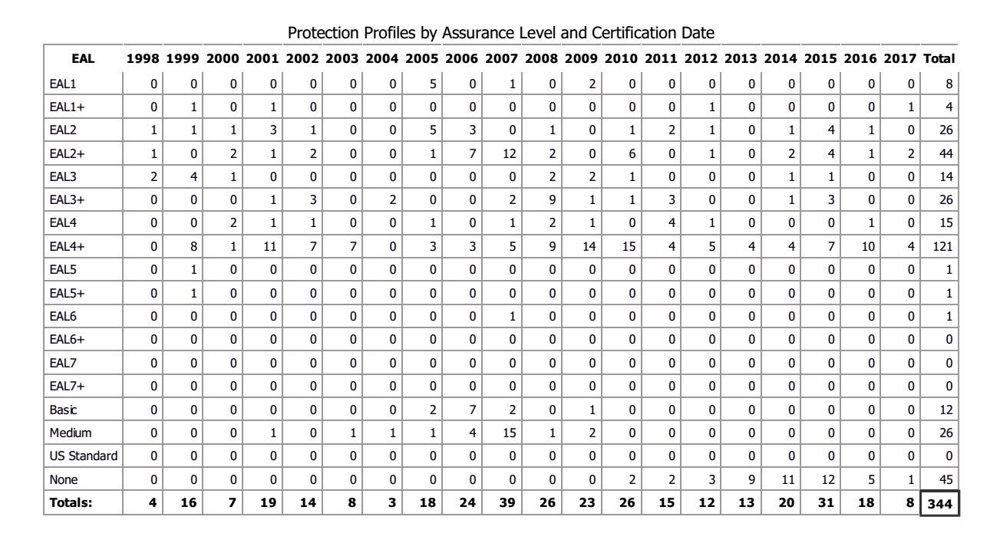 Protection Profiles by Assurance Level and Certification Date
EAL 1998 1999 2000 2001 2002 2003 2004 2005 2006 2007 2008 2009 2010 2011 2012 2013 2014 2015 2016 2017 Total
EAL1 0 0 0 0 0 0 0 5 0 1 0 2 0 0 0 0 0 0 0 0 8
EAL1+ 0 1 0 1 0 0 0 0 0 0 0 0 0 0 1 0 0 0 0 1 4
EAL2 1 1 1 3 1 0 0 5 3 0 1 0 1 2 1 0 1 4 1 0 26
EAL2+ 1 0 2 1 2 0 0 1 7 12 2 0 6 0 1 0 2 4 1 2 44
EAL3 2 4 1 0 0 0 0 0 0 0 2 2 1 0 0 0 1 1 0 0 14
EAL3+ 0 0 0 1 3 0 2 0 0 2 9 1 1 3 0 0 1 3 0 0 26
EAL4 0 0 2 1 1 0 0 1 0 1 2 1 0 4 1 0 0 0 1 0 15
EAL4+ 0 8 1 11 7 7 0 3 3 5 9 14 15 4 5 4 4 7 10 4 121
EAL5 0 1 0 0 0 0 0 0 0 0 0 0 0 0 0 0 0 0 0 0 1
EAL5+ 0 1 0 0 0 0 0 0 0 0 0 0 0 0 0 0 0 0 0 0 1
EAL6 0 0 0 0 0 0 0 0 0 1 0 0 0 0 0 0 0 0 0 0 1
EAL6+ 0 0 0 0 0 0 0 0 0 0 0 0 0 0 0 0 0 0 0 0 0
EAL7 0 0 0 0 0 0 0 0 0 0 0 0 0 0 0 0 0 0 0 0 0
EAL7+ 0 0 0 0 0 0 0 0 0 0 0 0 0 0 0 0 0 0 0 0 0
Basic 0 0 0 0 0 0 0 2 7 2 0 1 0 0 0 0 0 0 0 0 12
Medium 0 0 0 1 0 1 1 1 4 15 1 2 0 0 0 0 0 0 0 0 26
US Standard 0 0 0 0 0 0 0 0 0 0 0 0 0 0 0 0 0 0 0 0 0
None 0 0 0 0 0 0 0 0 0 0 0 0 2 2 3 9 11 12 5 1 45
Totals: 4 16 7 19 14 8 3 18 24 39 26 23 26 15 12 13 20 31 18 8 344